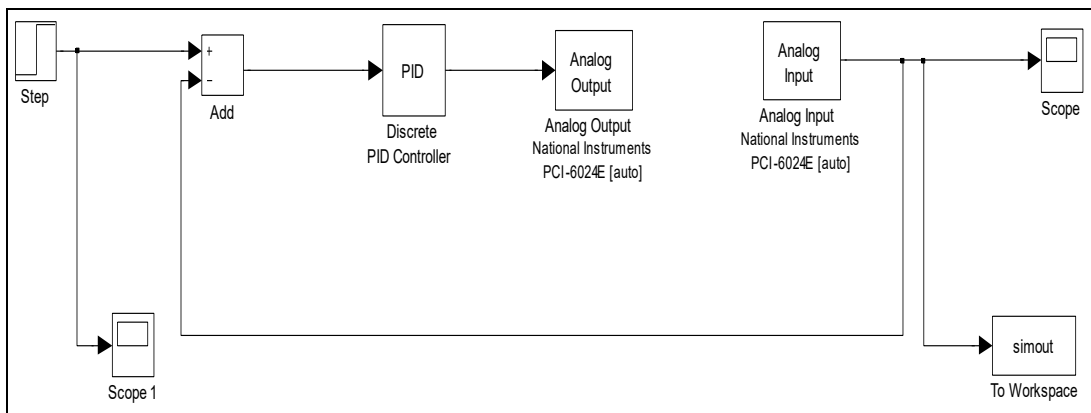 Step
+
−
Add
PID
Discrete
PID Controller
Analog
Output
Analog Output
National Instruments
PCI-6024E [auto]
Analog
Input
Analog Input
National Instruments
PCI-6024E [auto]
Scope
Scope 1
simout
To Workspace